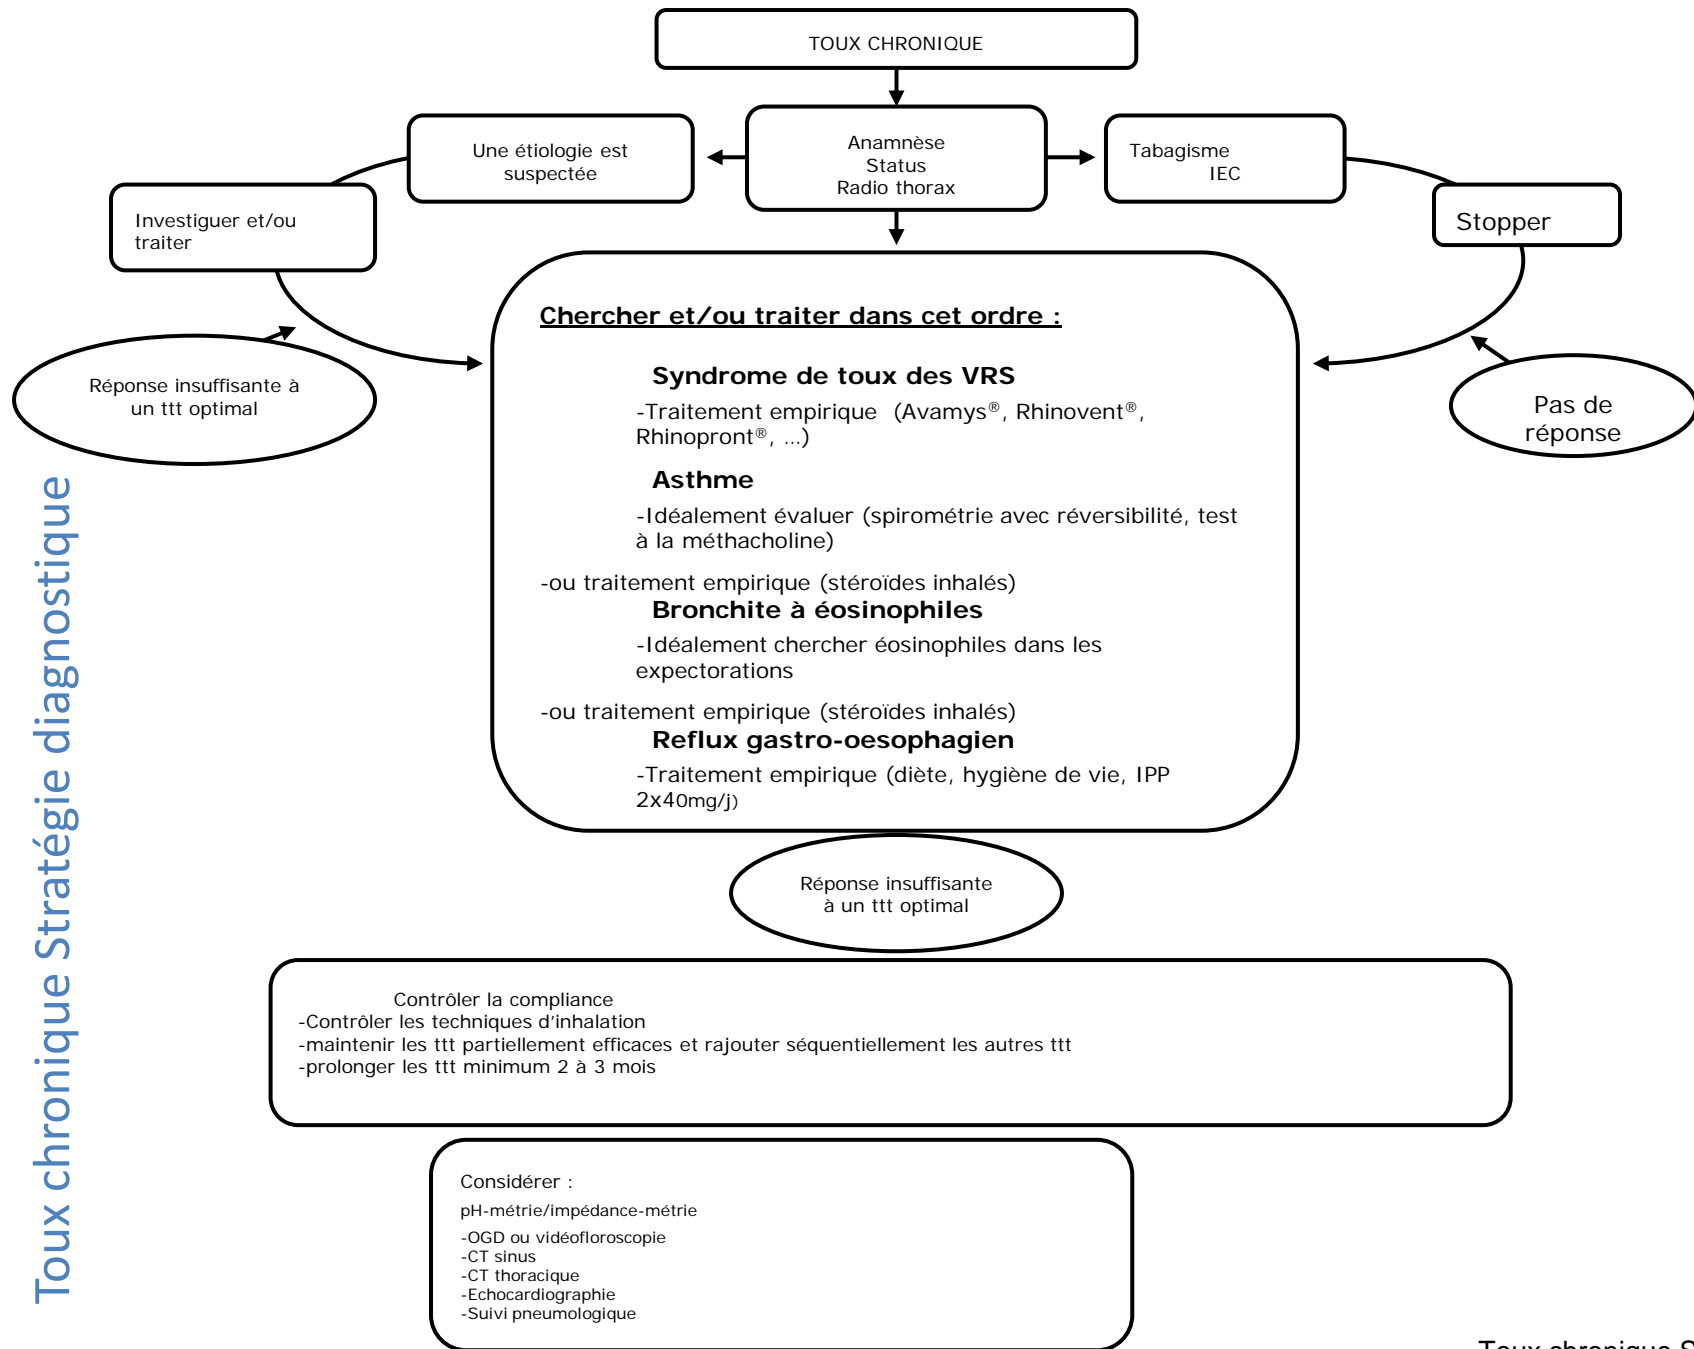 TOUX CHRONIQUE
Une étiologie est
suspectée
Anamnèse
Status
Radio thorax
Tabagisme
IEC
Investiguer et/ou
traiter
Stopper
Chercher et/ou traiter dans cet ordre :
Syndrome de toux des VRS
-Traitement empirique (Avamys®, Rhinovent®,
Rhinopront®, ...)
Asthme
-Idéalement évaluer (spirométrie avec réversibilité, test
à la méthacholine)
-ou traitement empirique (stéroïdes inhalés)
Bronchite à éosinophiles
-Idéalement chercher éosinophiles dans les
expectorations
-ou traitement empirique (stéroïdes inhalés)
Reflux gastro-oesophagien
-Traitement empirique (diète, hygiène de vie, IPP
2x40mg/j)
Réponse insuffisante à
un ttt optimal
Pas de
réponse
Réponse insuffisante
à un ttt optimal
Contrôler la compliance
-Contrôler les techniques d'inhalation
-maintenir les ttt partiellement efficaces et rajouter séquentiellement les autres ttt
-prolonger les ttt minimum 2 à 3 mois
Considérer :
pH-métrie/impédance-métrie
-OGD ou vidéofloroscopie
-CT sinus
-CT thoracique
-Echocardiographie
-Suivi pneumologique
Toux chronique Stratégie diagnostique
Toux chronique S